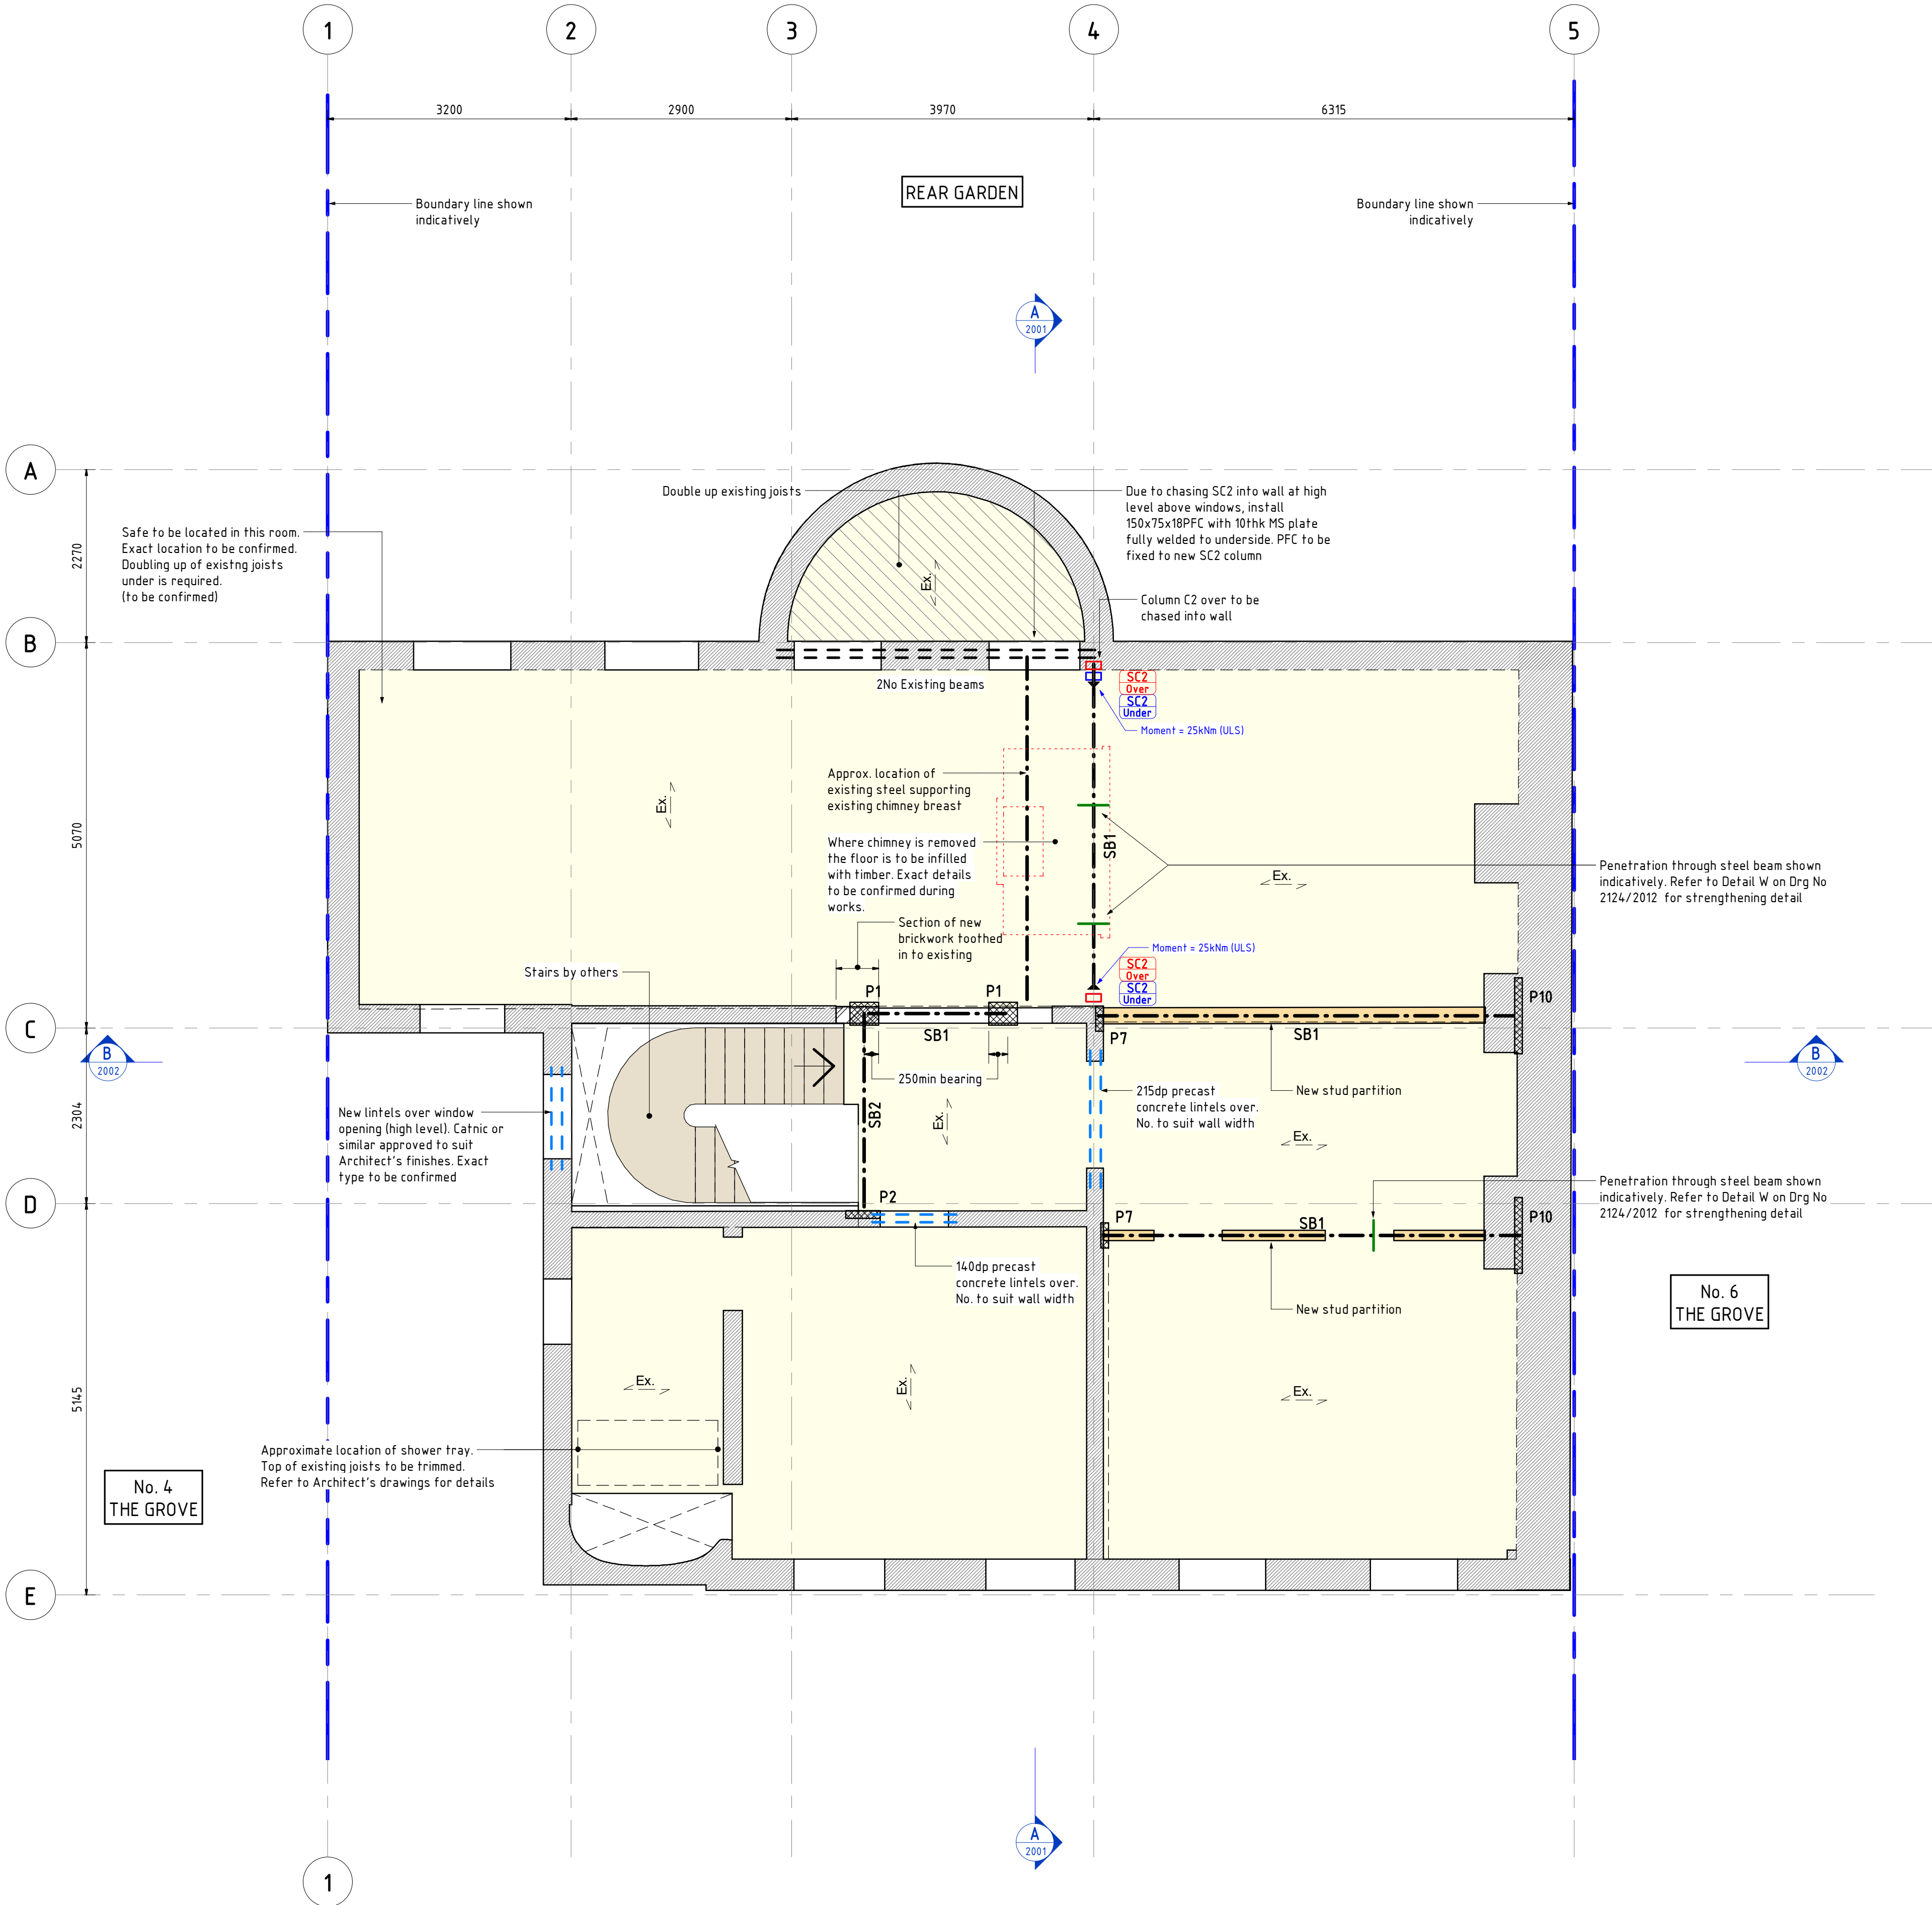 1
2
3
4
5
3200
2900
3970
6315
REAR GARDEN
Boundary line shown
indicatively
Boundary line shown
indicatively
A
2001
A
Double up existing joists
Due to chasing SC2 into wall at high
level above windows, install
150x75x18PFC with 10thk MS plate
fully welded to underside. PFC to be
fixed to new SC2 column
Safe to be located in this room.
Exact location to be confirmed.
Doubling up of existng joists
under is required.
(to be confirmed)
2270
Ex.
Column C2 over to be
chased into wall
B
2No Existing beams
SC2
Over
SC2
Under
Moment = 25kNm (ULS)
Approx. location of
existing steel supporting
existing chimney breast
Ex.
5070
Where chimney is removed
the floor is to be infilled
with timber. Exact details
to be confirmed during
works.
SB1
Ex.
Penetration through steel beam shown
indicatively. Refer to Detail W on Drg No
2124/2012 for strengthening detail
Section of new
brickwork toothed
in to existing
Moment = 25kNm (ULS)
SC2
Over
SC2
Under
Stairs by others
P1
P1
P10
C
SB1
P7
SB1
B
2002
B
2002
250min bearing
215dp precast
concrete lintels over.
No. to suit wall width
New stud partition
New lintels over window
opening (high level). Catnic or
similar approved to suit
Architect's finishes. Exact
type to be confirmed
2304
SB2
Ex.
Ex.
Penetration through steel beam shown
indicatively. Refer to Detail W on Drg No
2124/2012 for strengthening detail
D
P2
P7
SB1
P10
140dp precast
concrete lintels over.
No. to suit wall width
New stud partition
No. 6
THE GROVE
5145
Ex.
Ex.
Ex.
Approximate location of shower tray.
Top of existing joists to be trimmed.
Refer to Architect's drawings for details
No. 4
THE GROVE
E
A
2001
1